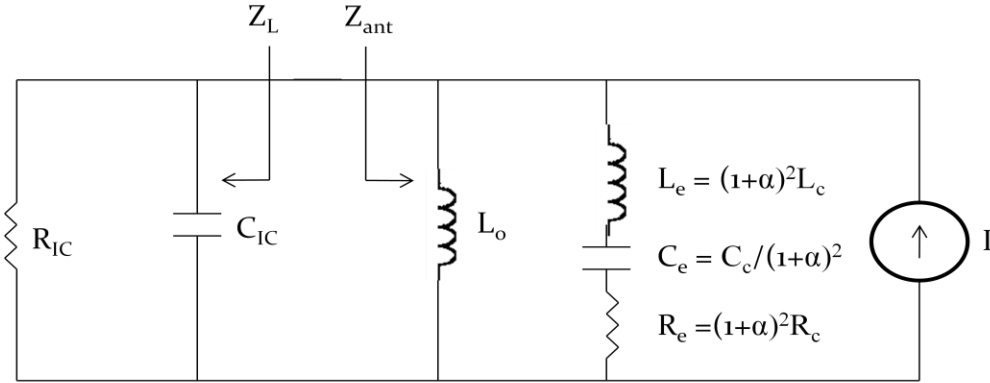 Z_L Z_ant
R_IC
C_IC
L_o
L_e = (1+α)²L_c
C_e = C_c/(1+α)²
R_e =(1+α)²R_c
I